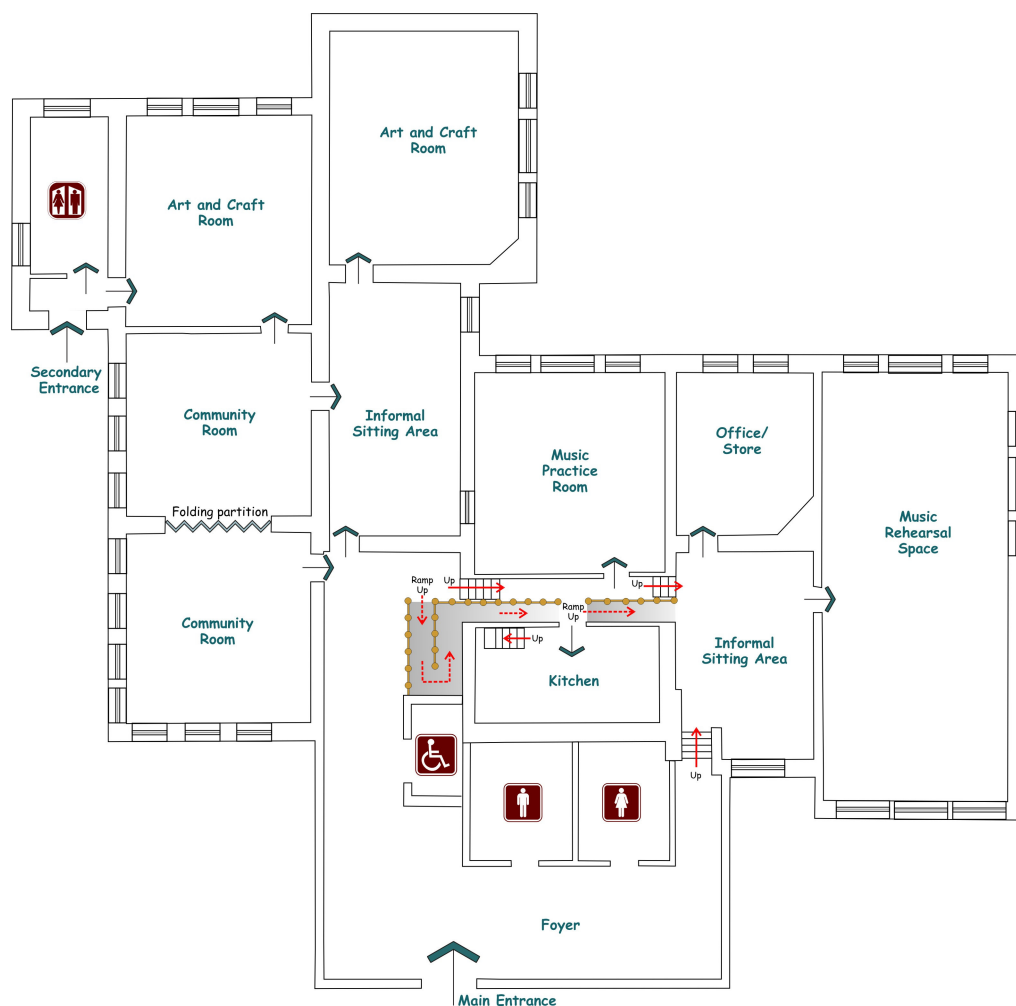 Art and Craft
Room
Art and Craft
Room
Secondary
Entrance
Community
Room
Informal
Sitting Area
Music
Practice
Room
Office/
Store
Folding partition
Music
Rehearsal
Space
Community
Room
Ramp
Up
Up
Up
Ramp
Up
Up
Informal
Sitting Area
Kitchen
Up
Foyer
Main Entrance